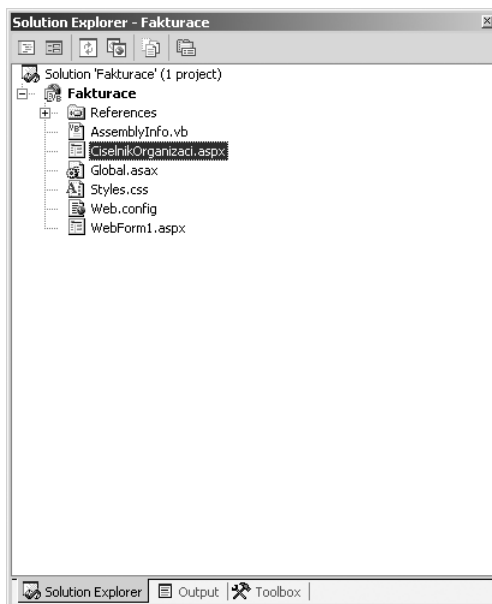 Solution Explorer - Fakturace
Solution 'Fakturace' (1 project)
Fakturace
References
AssemblyInfo.vb
CiselnikOrganizaci.aspx
Global.asax
Styles.css
Web.config
WebForm1.aspx
Solution Explorer Output Toolbox